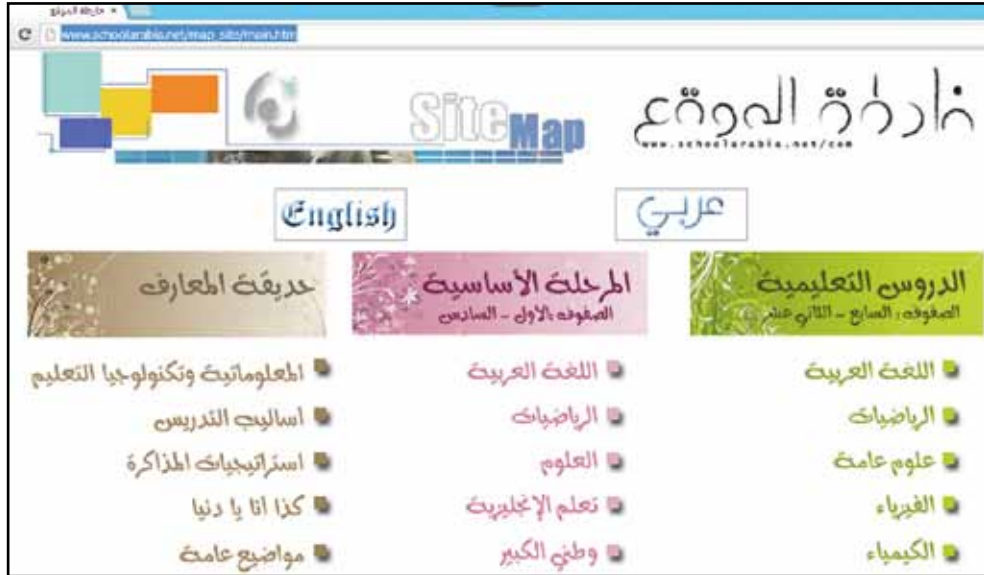 خارطة الموقع
www.schoolarabia.net/map_site/main.htm
SiteMap
خارطة الموقع
www.schoolarabia.net/com
English
عربي
الدروس التعليمية
الصفوف: السابع - الثاني عشر
اللغة العربية
الرياضيات
علوم عامة
الفيزياء
الكيمياء
المرحلة الأساسية
الصفوف: الأول - السادس
اللغة العربية
الرياضيات
العلوم
تعلم الإنجليزية
وطني الكبير
حديقة المعارف
المعلوماتية وتكنولوجيا التعليم
أساليب التدريس
استراتيجيات المذاكرة
كذا أنا يا دنيا
مواضيع عامة